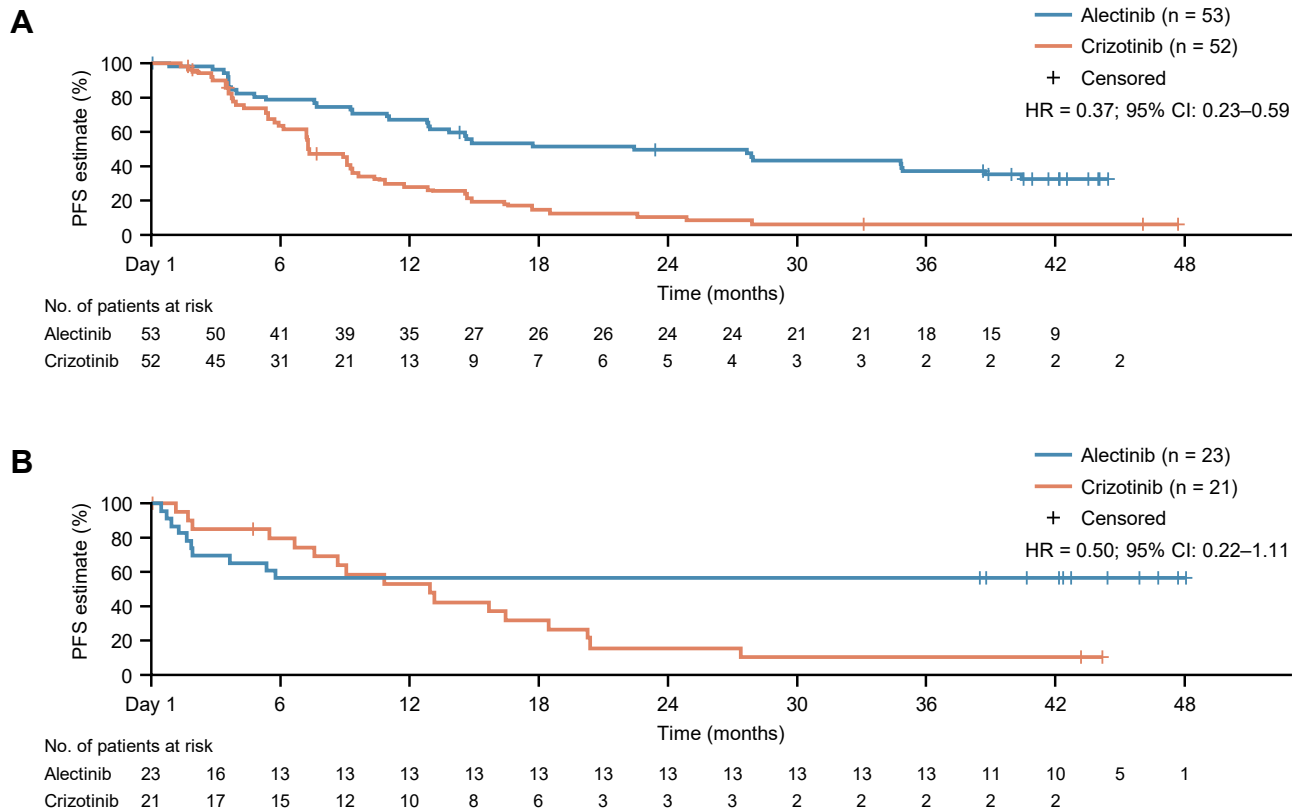 A
Alectinib (n = 53)
Crizotinib (n = 52)
+ Censored
HR = 0.37; 95% CI: 0.23–0.59
PFS estimate (%)
100
80
60
40
20
0
Day 1 6 12 18 24 30 36 42 48
Time (months)
No. of patients at risk
Alectinib 53 50 41 39 35 27 26 26 24 24 21 21 18 15 9
Crizotinib 52 45 31 21 13 9 7 6 5 4 3 3 2 2 2 2
B
Alectinib (n = 23)
Crizotinib (n = 21)
+ Censored
HR = 0.50; 95% CI: 0.22–1.11
PFS estimate (%)
100
80
60
40
20
0
Day 1 6 12 18 24 30 36 42 48
Time (months)
No. of patients at risk
Alectinib 23 16 13 13 13 13 13 13 13 13 13 13 13 11 10 5 1
Crizotinib 21 17 15 12 10 8 6 3 3 3 2 2 2 2 2